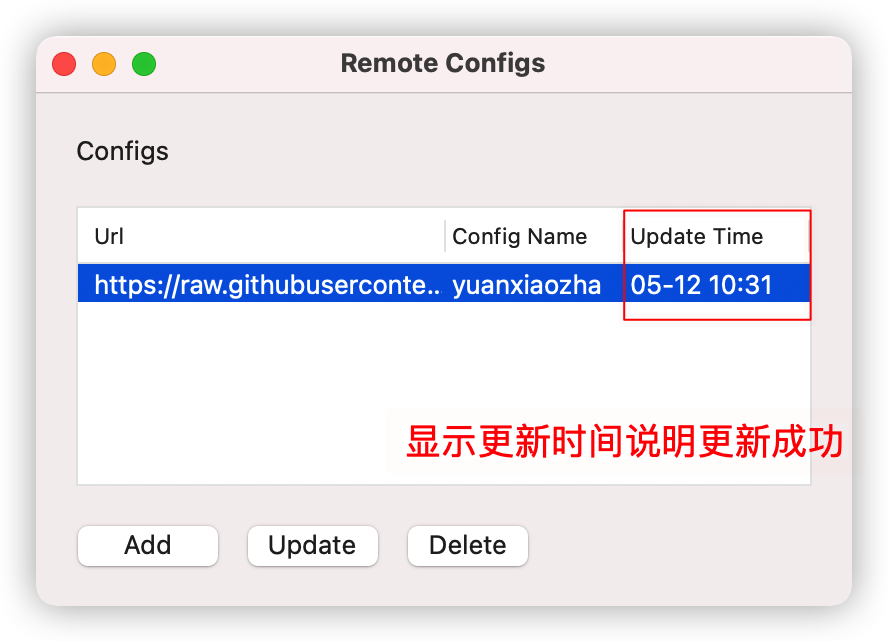 Remote Configs
Configs
Url Config Name Update Time
https://raw.githubuserconte... yuanxiaozha 05-12 10:31
显示更新时间说明更新成功
Add Update Delete